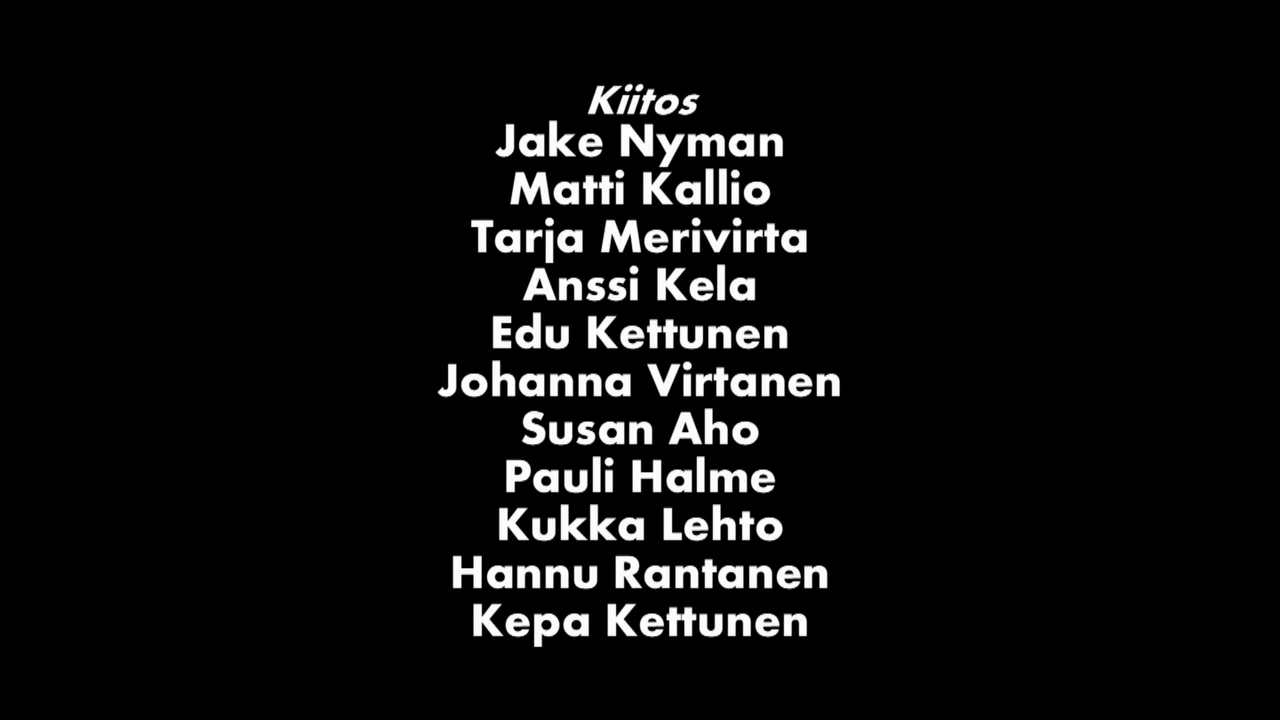 Kiitos
Jake Nyman
Matti Kallio
Tarja Merivirta
Anssi Kela
Edu Kettunen
Johanna Virtanen
Susan Aho
Pauli Halme
Kukka Lehto
Hannu Rantanen
Kepa Kettunen